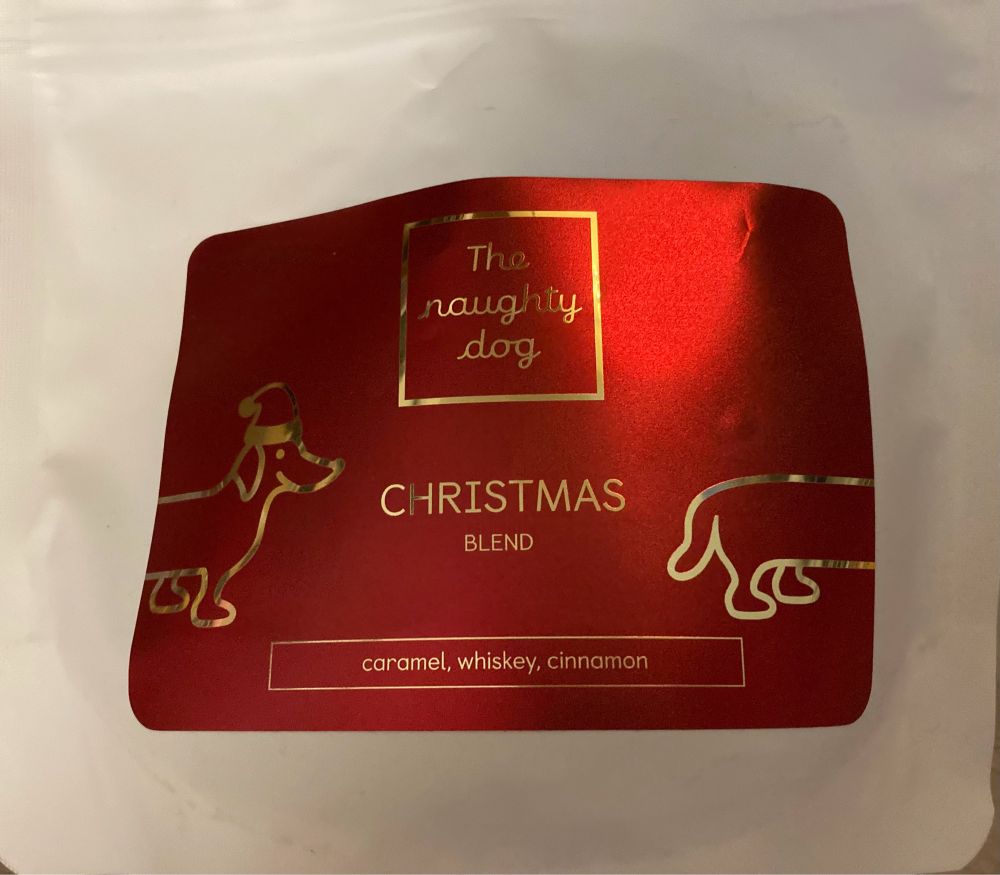 The
naughty
dog
CHRISTMAS
BLEND
caramel, whiskey, cinnamon